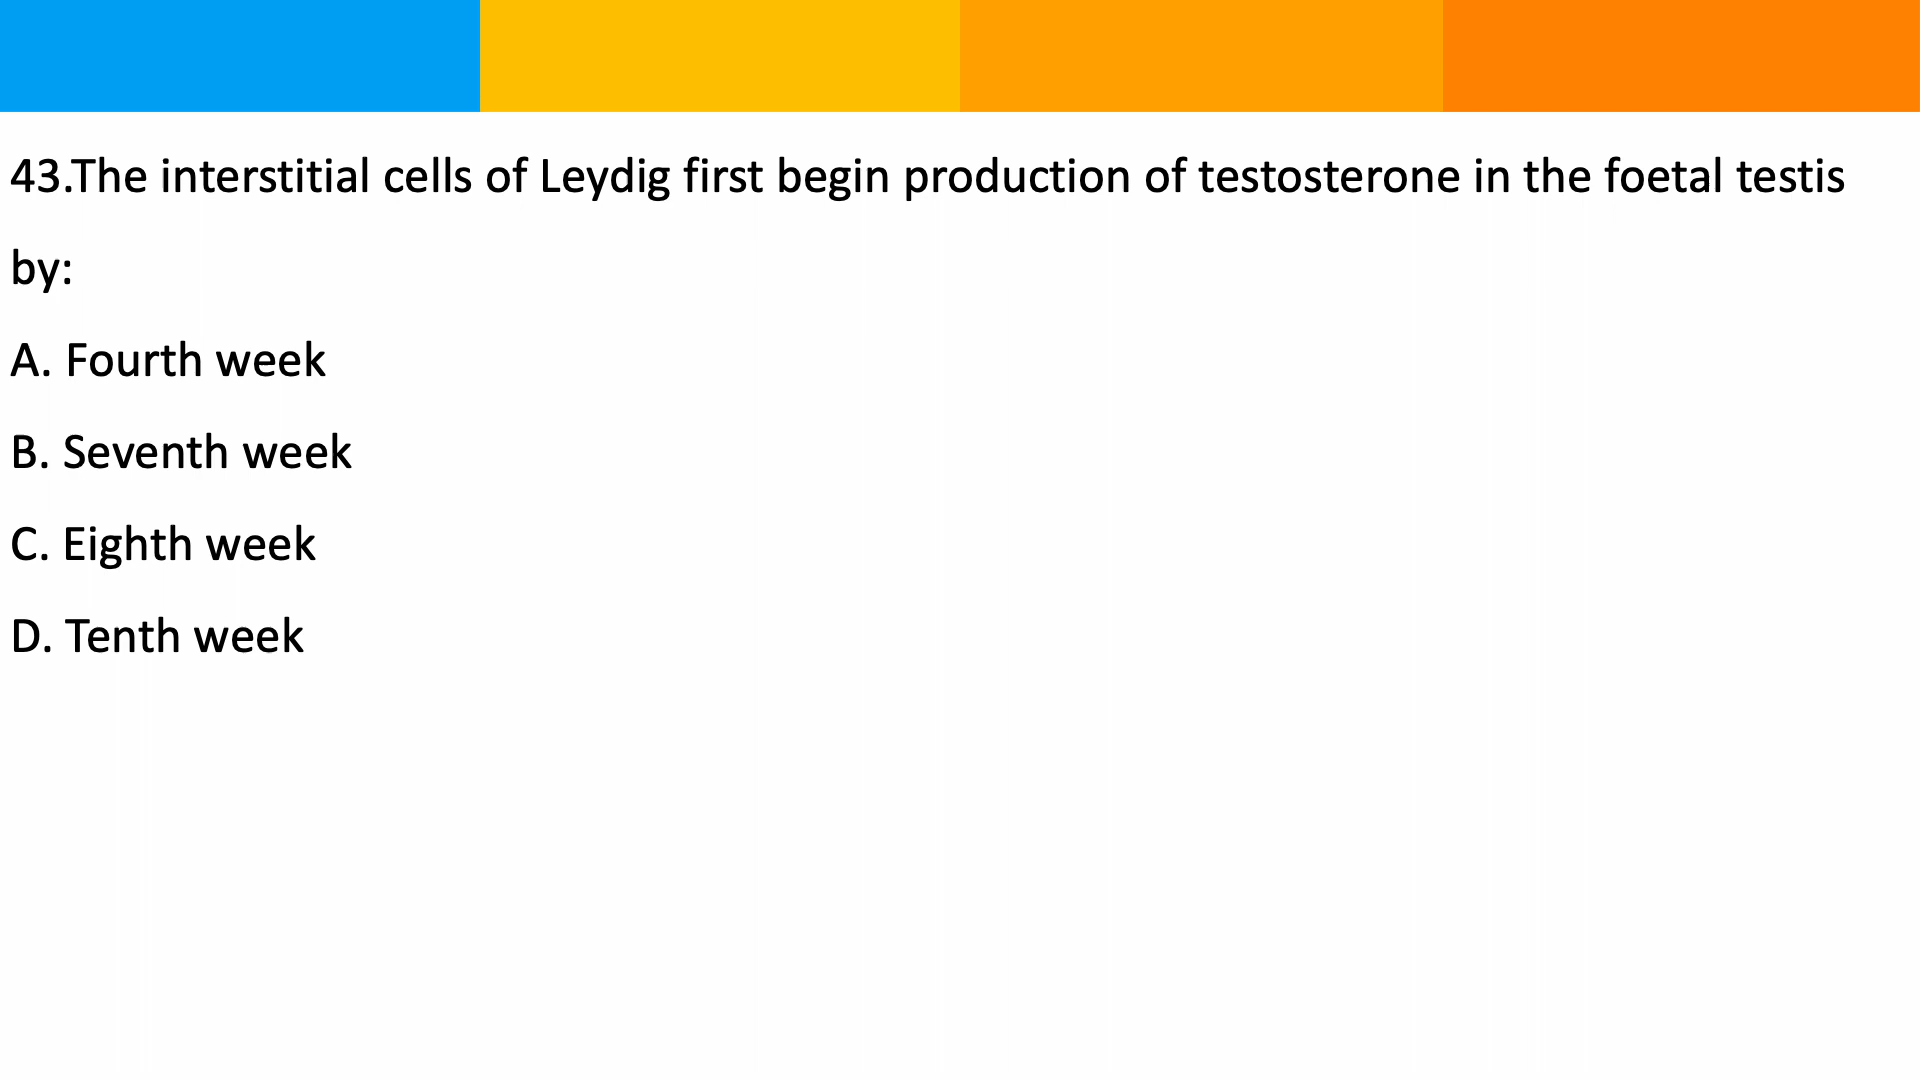 43.The interstitial cells of Leydig first begin production of testosterone in the foetal testis
by:
A. Fourth week
B. Seventh week
C. Eighth week
D. Tenth week